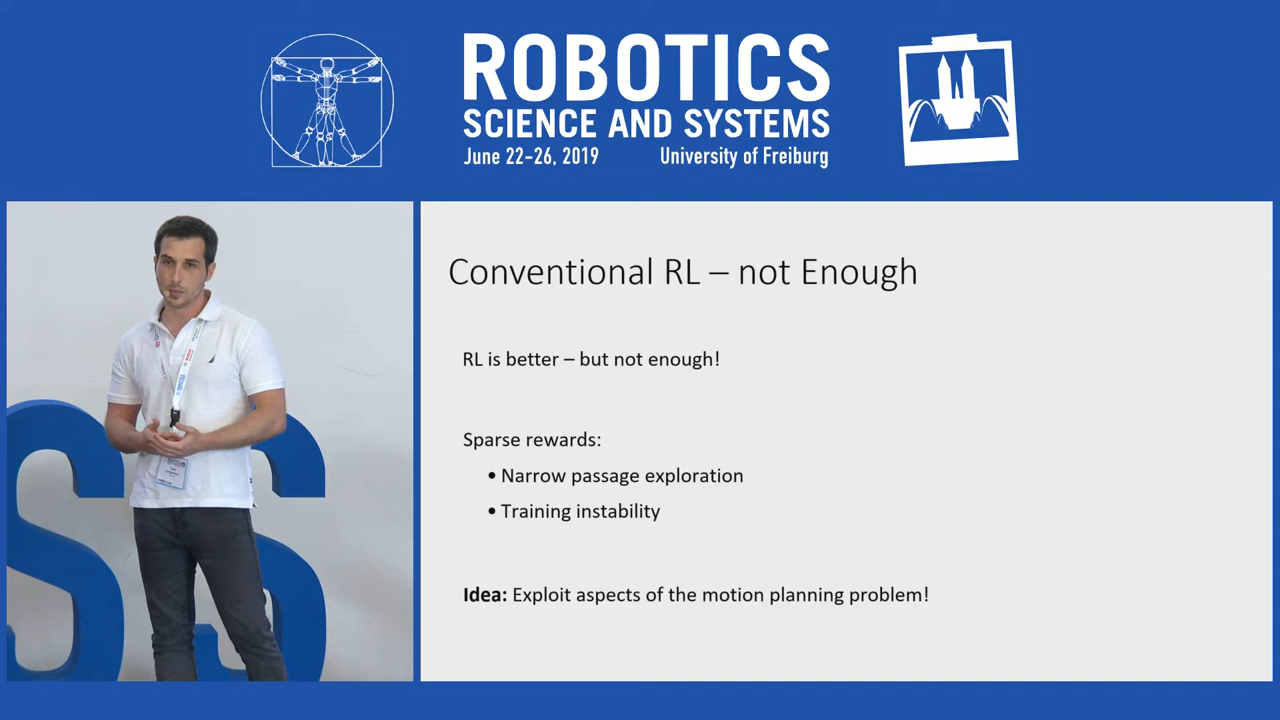 ROBOTICS
SCIENCE AND SYSTEMS
June 22-26, 2019 University of Freiburg
SS
Conventional RL – not Enough
RL is better – but not enough!
Sparse rewards:
• Narrow passage exploration
• Training instability
Idea: Exploit aspects of the motion planning problem!